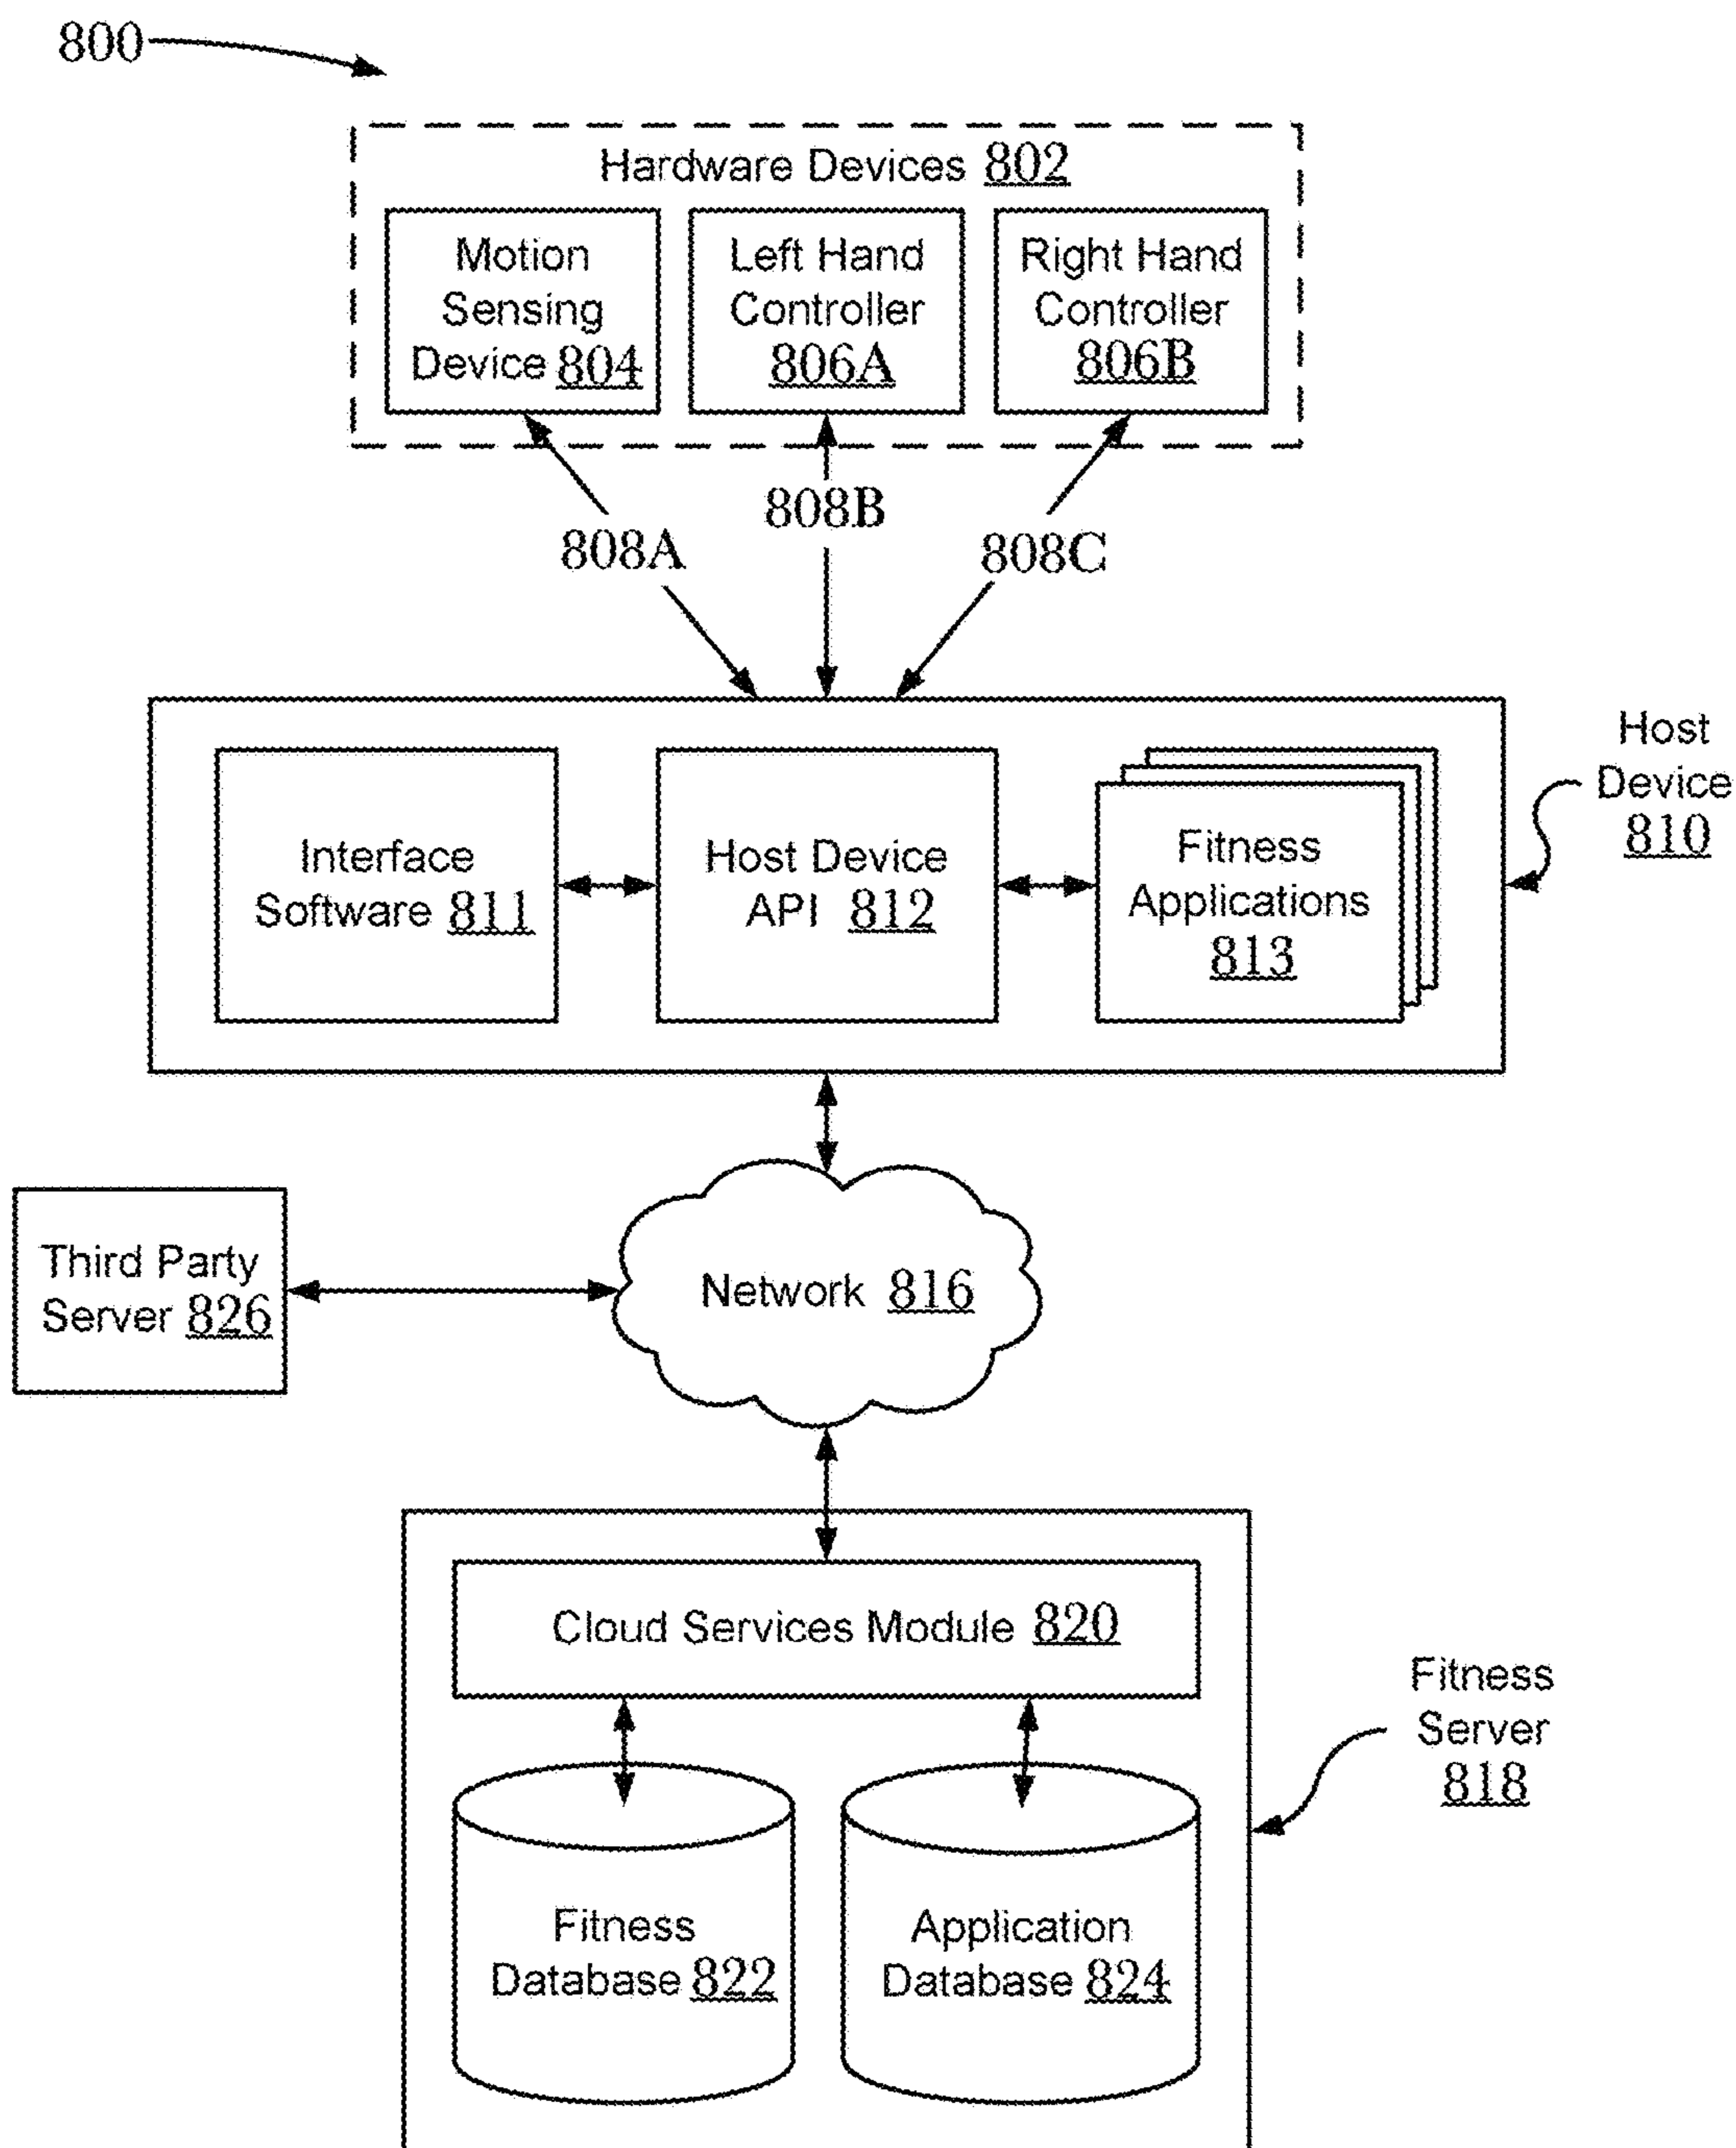 800
Hardware Devices 802
Motion
Sensing
Device 804
Left Hand
Controller
806A
Right Hand
Controller
806B
808A
808B
808C
Host
Device
810
Interface
Software 811
Host Device
API 812
Fitness
Applications
813
Third Party
Server 826
Network 816
Cloud Services Module 820
Fitness
Server
818
Fitness
Database 822
Application
Database 824